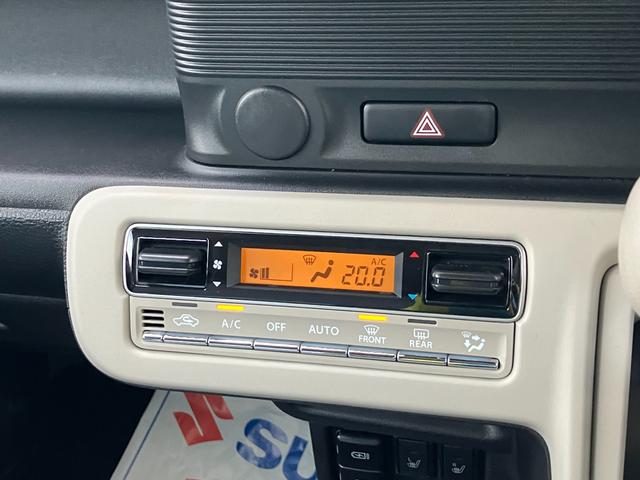 A/C
20.0
A/C OFF AUTO FRONT REAR
SU